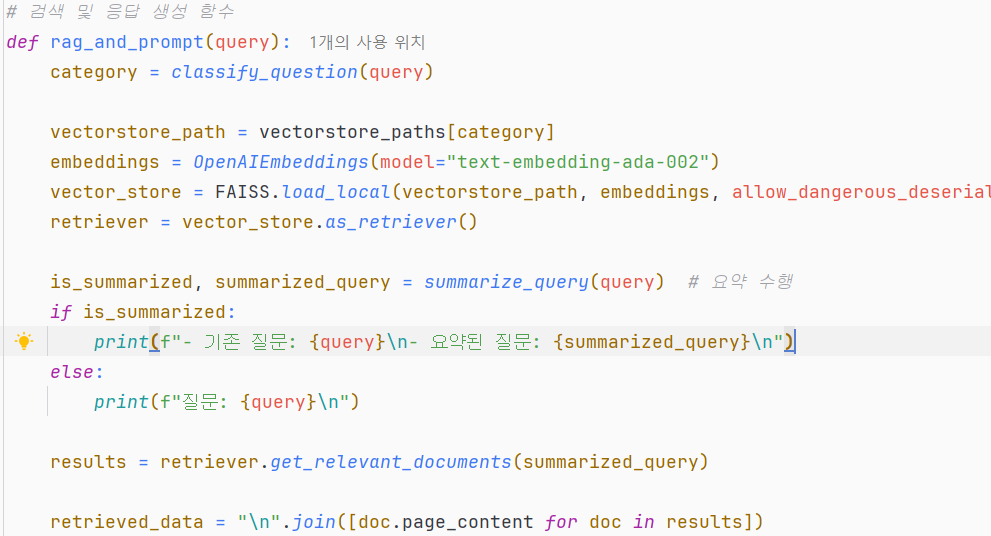 # 검색 및 응답 생성 함수
def rag_and_prompt(query): 1개의 사용 위치
category = classify_question(query)
vectorstore_path = vectorstore_paths[category]
embeddings = OpenAIEmbeddings(model="text-embedding-ada-002")
vector_store = FAISS.load_local(vectorstore_path, embeddings, allow_dangerous_deserial
retriever = vector_store.as_retriever()
is_summarized, summarized_query = summarize_query(query) # 요약 수행
if is_summarized:
print(f"- 기존 질문: {query}\n- 요약된 질문: {summarized_query}\n")
else:
print(f"질문: {query}\n")
results = retriever.get_relevant_documents(summarized_query)
retrieved_data = "\n".join([doc.page_content for doc in results])